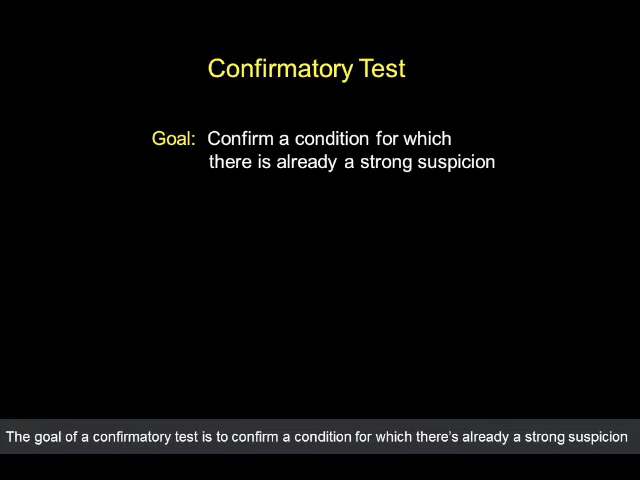 Confirmatory Test
Goal: Confirm a condition for which
there is already a strong suspicion
The goal of a confirmatory test is to confirm a condition for which there's already a strong suspicion